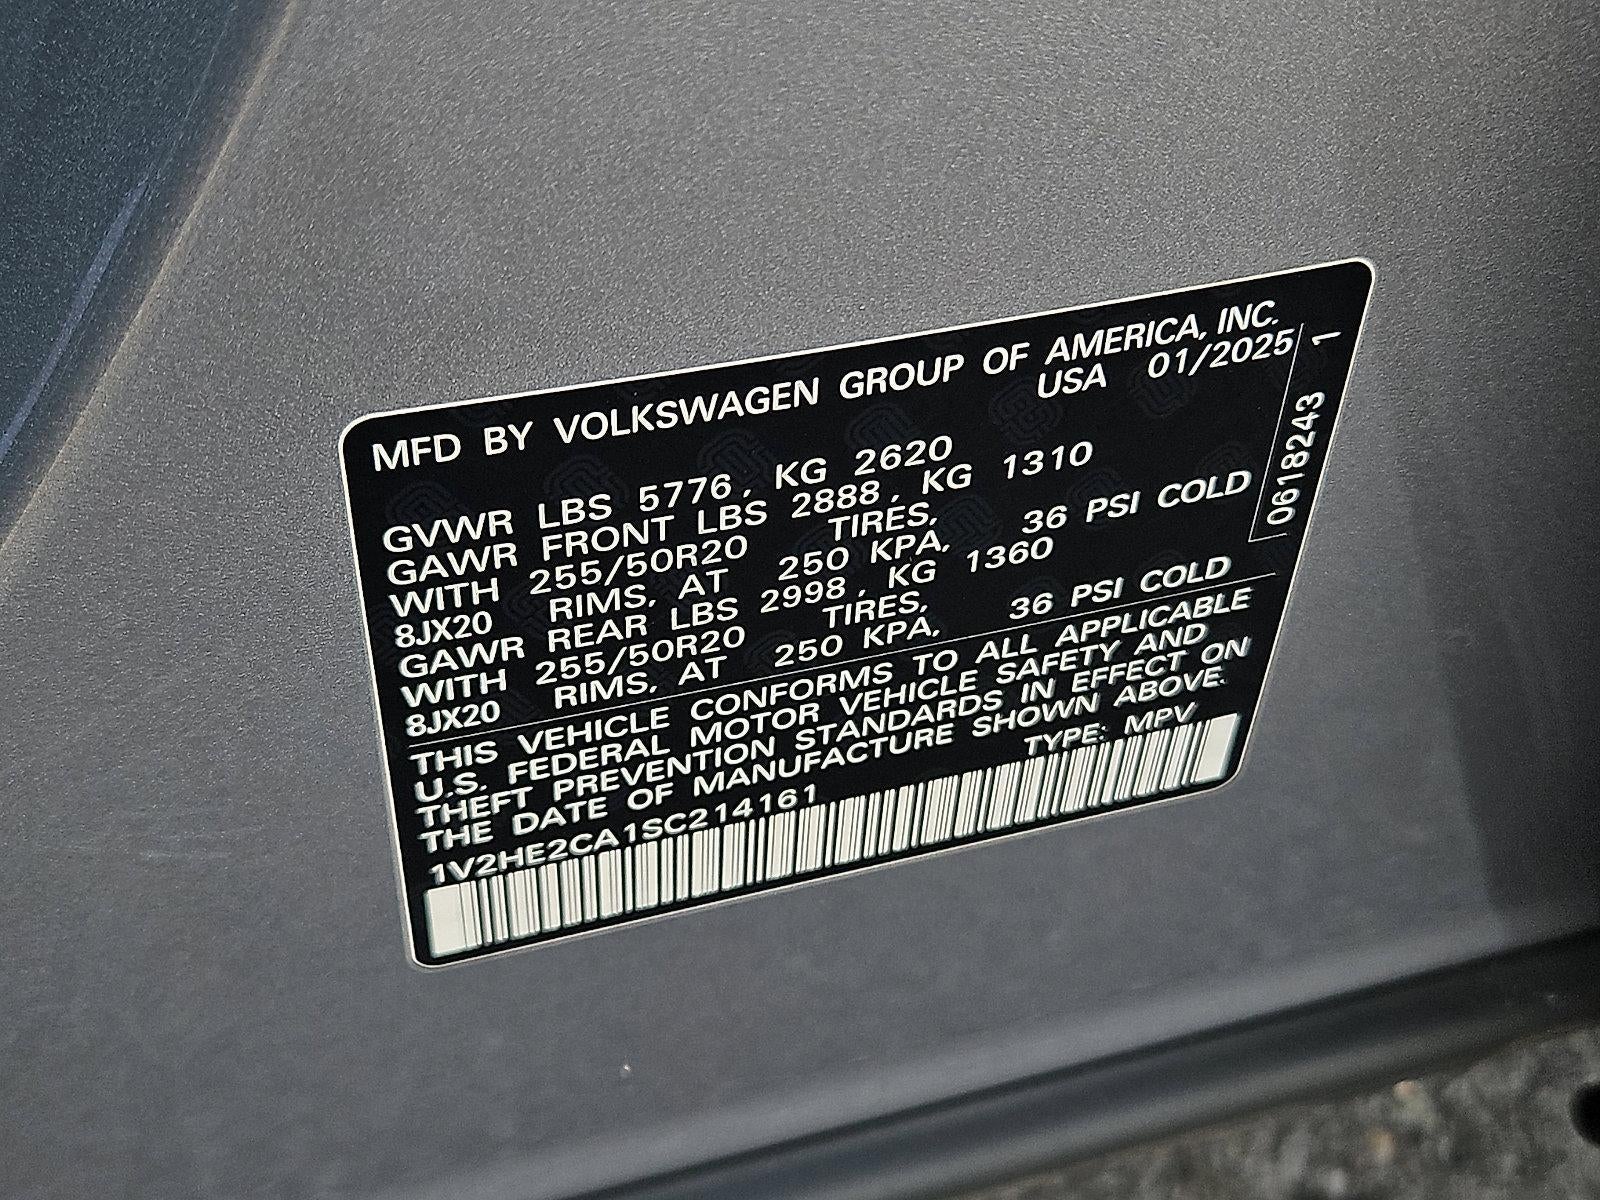 MFD BY VOLKSWAGEN GROUP OF AMERICA, INC.
USA 01/2025
GVWR LBS 5776, KG 2620
GAWR FRONT LBS 2888, KG 1310
WITH 255/50R20 TIRES,
8JX20 RIMS, AT 250 KPA, 36 PSI COLD
GAWR REAR LBS 2998, KG 1360
WITH 255/50R20 TIRES,
8JX20 RIMS, AT 250 KPA, 36 PSI COLD
THIS VEHICLE CONFORMS TO ALL APPLICABLE
U.S. FEDERAL MOTOR VEHICLE SAFETY AND
THEFT PREVENTION STANDARDS IN EFFECT ON
THE DATE OF MANUFACTURE SHOWN ABOVE.
TYPE: MPV
1V2HE2CA1SC214161
0618243 1